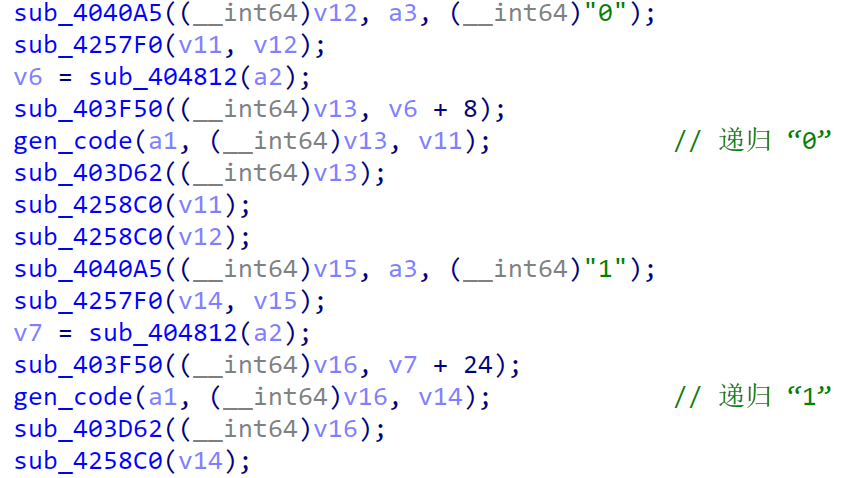 sub_4040A5((__int64)v12, a3, (__int64)"0");
sub_4257F0(v11, v12);
v6 = sub_404812(a2);
sub_403F50((__int64)v13, v6 + 8);
gen_code(a1, (__int64)v13, v11); // 递归 “0”
sub_403D62((__int64)v13);
sub_4258C0(v11);
sub_4258C0(v12);
sub_4040A5((__int64)v15, a3, (__int64)"1");
sub_4257F0(v14, v15);
v7 = sub_404812(a2);
sub_403F50((__int64)v16, v7 + 24);
gen_code(a1, (__int64)v16, v14); // 递归 “1”
sub_403D62((__int64)v16);
sub_4258C0(v14);